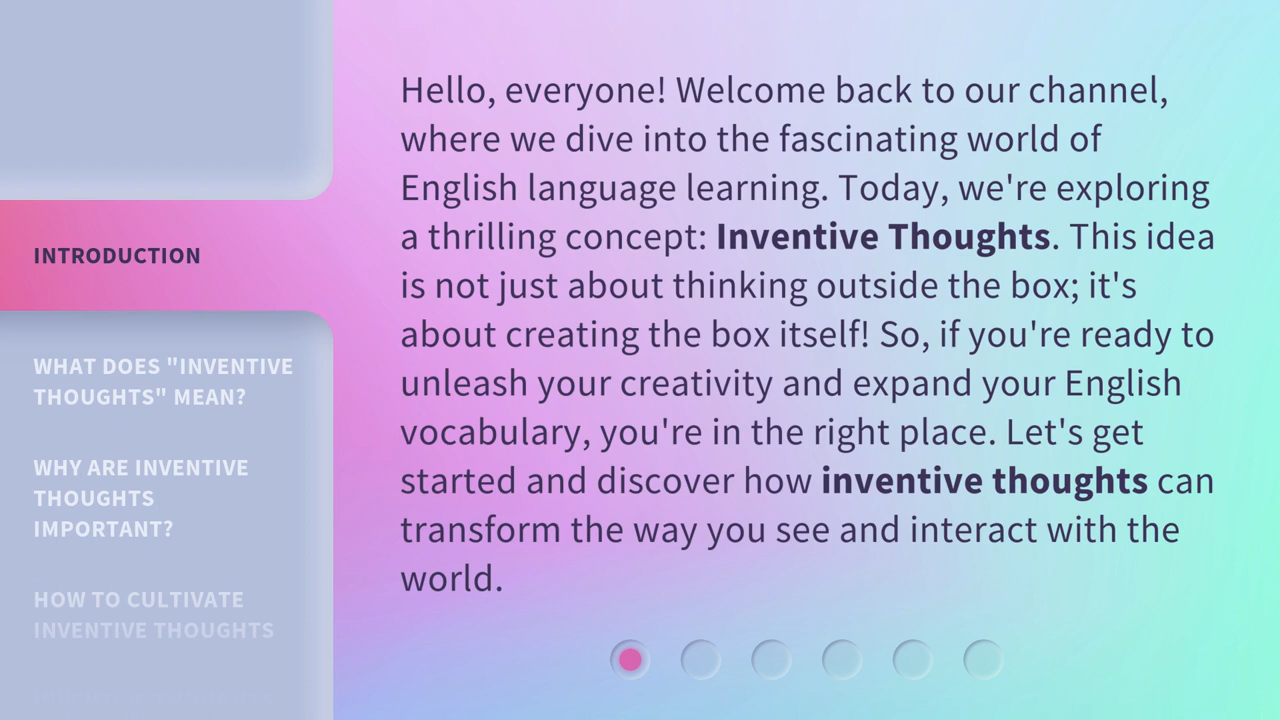 INTRODUCTION
WHAT DOES "INVENTIVE
THOUGHTS" MEAN?
WHY ARE INVENTIVE
THOUGHTS
IMPORTANT?
HOW TO CULTIVATE
INVENTIVE THOUGHTS
Hello, everyone! Welcome back to our channel,
where we dive into the fascinating world of
English language learning. Today, we're exploring
a thrilling concept: Inventive Thoughts. This idea
is not just about thinking outside the box; it's
about creating the box itself! So, if you're ready to
unleash your creativity and expand your English
vocabulary, you're in the right place. Let's get
started and discover how inventive thoughts can
transform the way you see and interact with the
world.